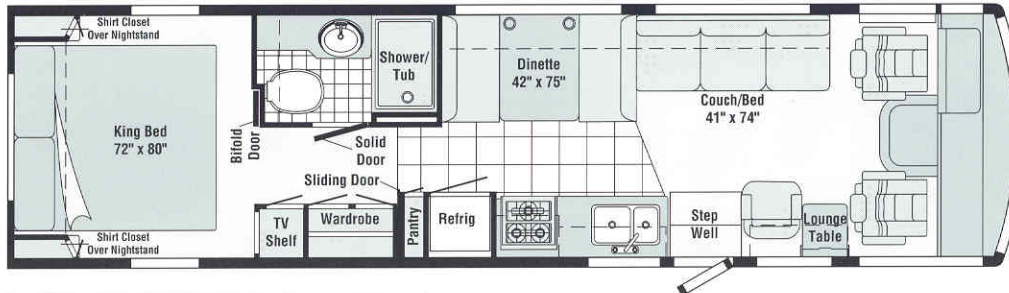 Shirt Closet
Over Nightstand
King Bed
72" x 80"
Shirt Closet
Over Nightstand
Bifold
Door
Shower/
Tub
Solid
Door
Sliding Door
TV
Shelf
Wardrobe
Pantry
Refrig
Dinette
42" x 75"
Couch/Bed
41" x 74"
Step
Well
Lounge
Table